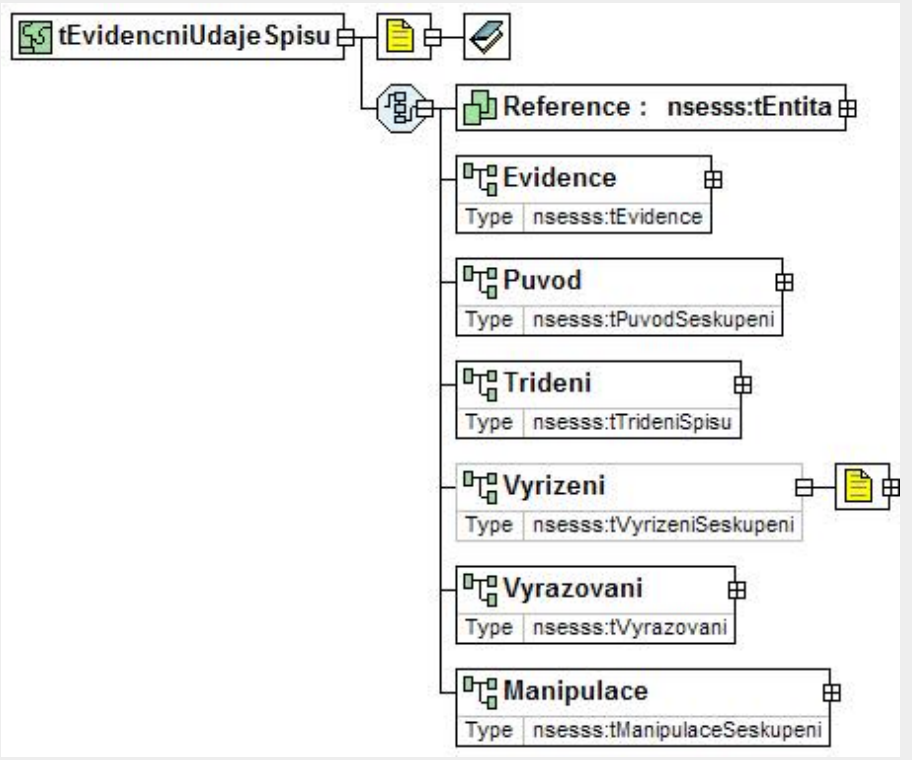 tEvidencniUdajeSpisu
Reference : nsesss:tEntita
Evidence
Type nsesss:tEvidence
Puvod
Type nsesss:tPuvodSeskupeni
Trideni
Type nsesss:tTrideniSpisu
Vyrizeni
Type nsesss:tVyrizeniSeskupeni
Vyrazovani
Type nsesss:tVyrazovani
Manipulace
Type nsesss:tManipulaceSeskupeni